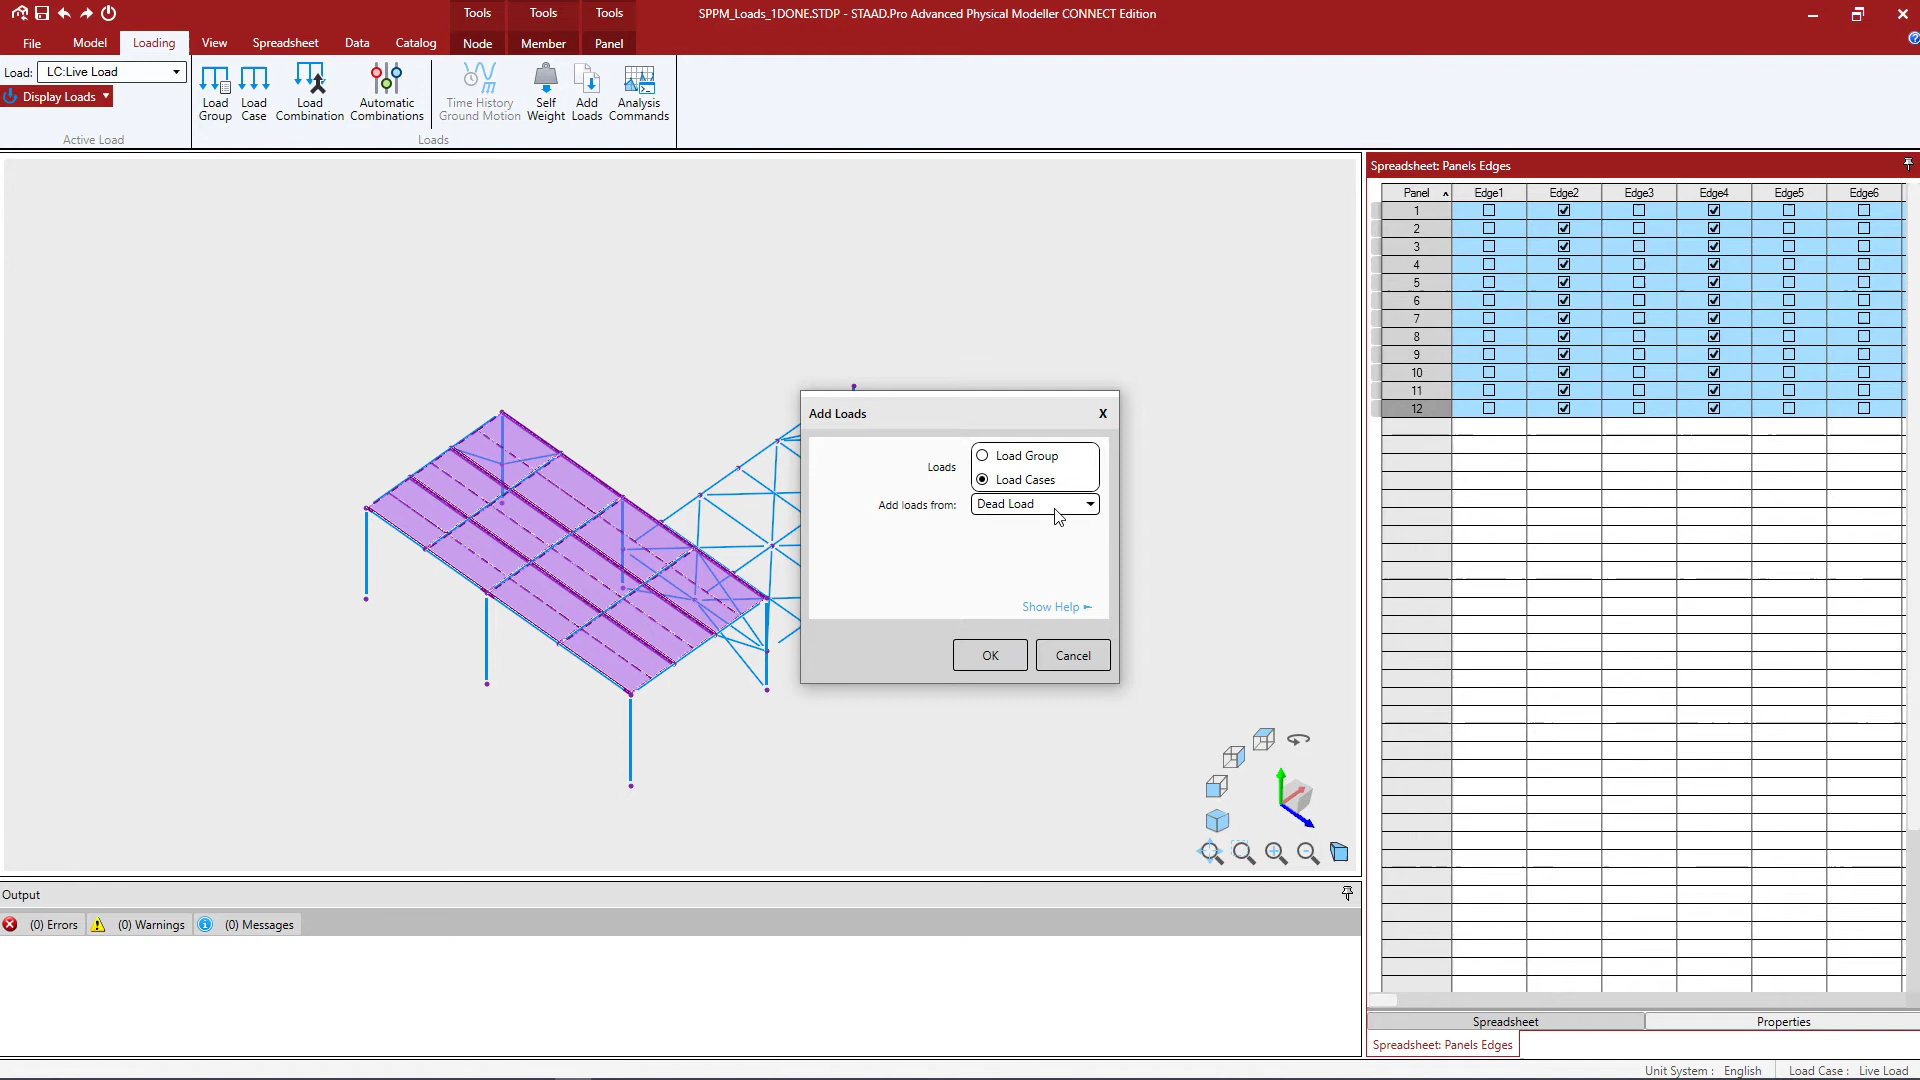 Tools Tools Tools SPPM_Loads_1DONE.STDP - STAAD.Pro Advanced Physical Modeller CONNECT Edition
File Model Loading View Spreadsheet Data Catalog Node Member Panel
Load: LC:Live Load
Display Loads
Load Group
Load Case
Load Combination
Automatic Combinations
Time History Ground Motion
Self Weight
Add Loads
Analysis Commands
Active Load Loads
Spreadsheet: Panels Edges
Panel Edge1 Edge2 Edge3 Edge4 Edge5 Edge6
1
2
3
4
5
6
7
8
9
10
11
12
Add Loads X
Loads
Load Group
Load Cases
Add loads from: Dead Load
Show Help
OK Cancel
Output
(0) Errors (0) Warnings (0) Messages
Spreadsheet Properties
Spreadsheet: Panels Edges
Unit System : English Load Case : Live Load